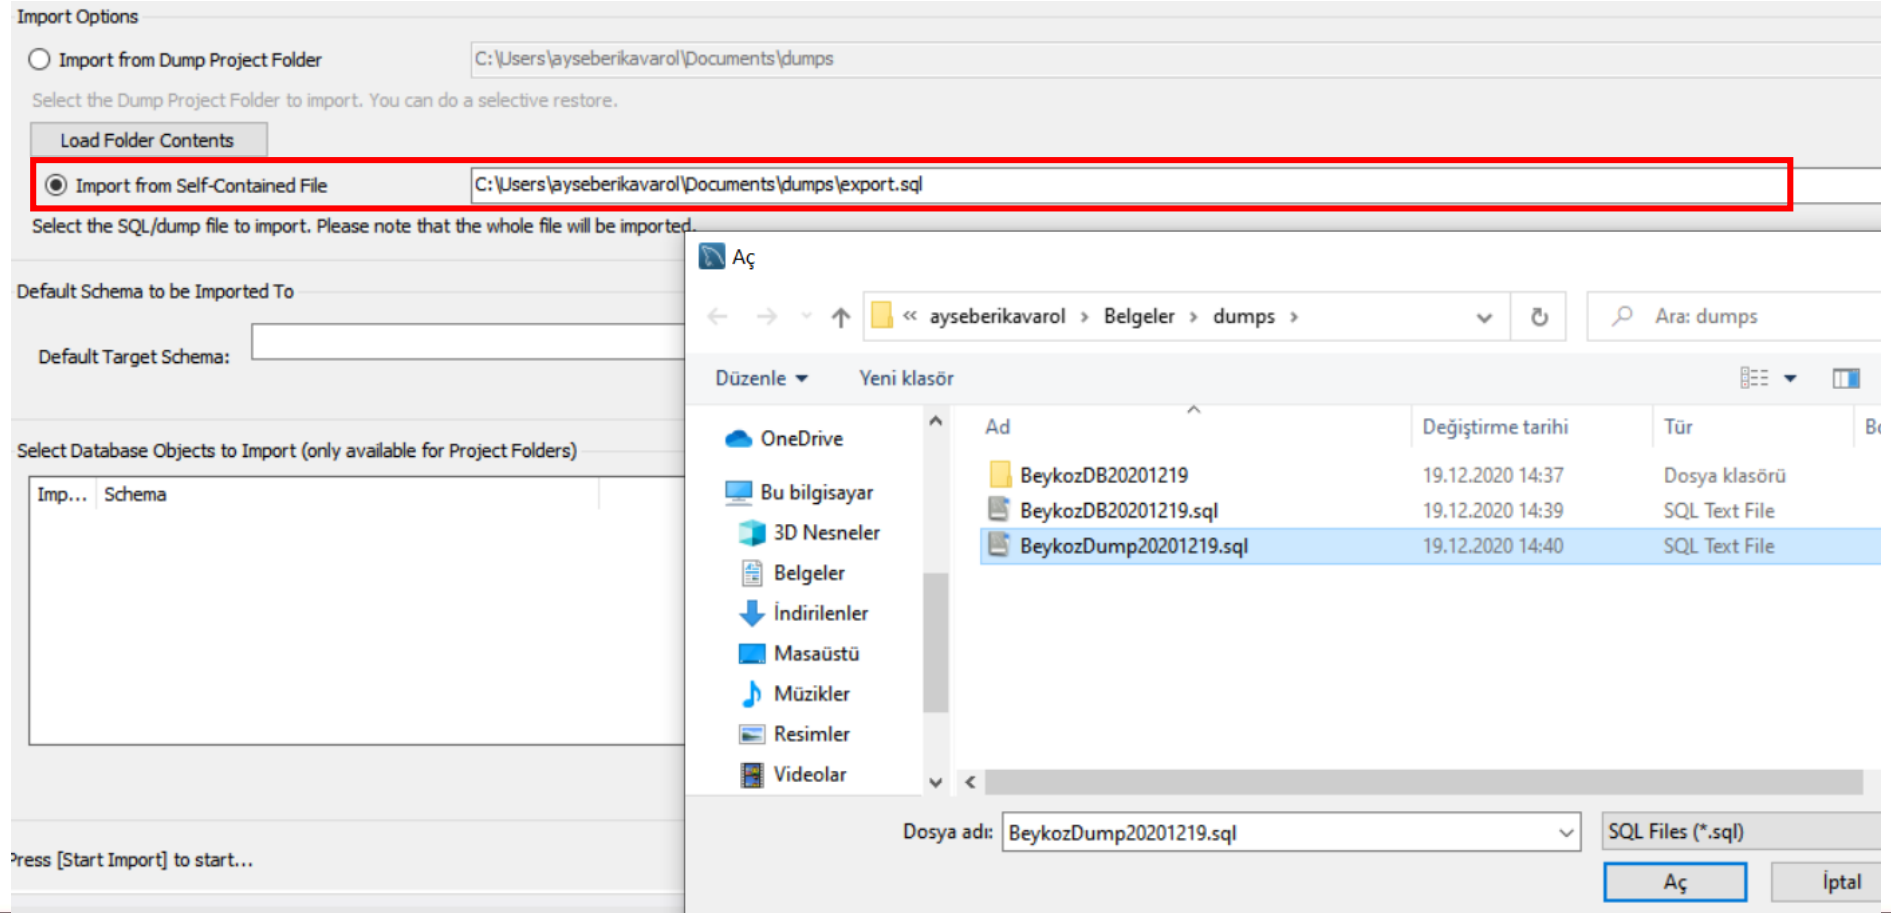 Import Options
Import from Dump Project Folder C:\Users\ayseberikavarol\Documents\dumps
Select the Dump Project Folder to import. You can do a selective restore.
Load Folder Contents
Import from Self-Contained File C:\Users\ayseberikavarol\Documents\dumps\export.sql
Select the SQL/dump file to import. Please note that the whole file will be imported.
Default Schema to be Imported To
Default Target Schema:
Select Database Objects to Import (only available for Project Folders)
Imp... Schema
Press [Start Import] to start...
Aç
« ayseberikavarol > Belgeler > dumps >
Ara: dumps
Düzenle Yeni klasör
OneDrive
Bu bilgisayar
3D Nesneler
Belgeler
İndirilenler
Masaüstü
Müzikler
Resimler
Videolar
Ad Değiştirme tarihi Tür
BeykozDB20201219 19.12.2020 14:37 Dosya klasörü
BeykozDB20201219.sql 19.12.2020 14:39 SQL Text File
BeykozDump20201219.sql 19.12.2020 14:40 SQL Text File
Dosya adı: BeykozDump20201219.sql SQL Files (*.sql)
Aç İptal